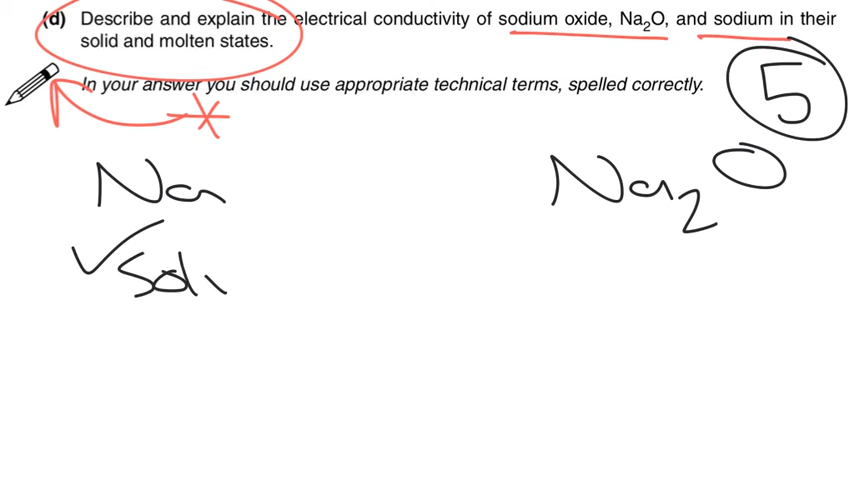 (d) Describe and explain the electrical conductivity of sodium oxide, Na₂O, and sodium in their
solid and molten states.
In your answer you should use appropriate technical terms, spelled correctly.
5
Na Na₂O
✓Soli